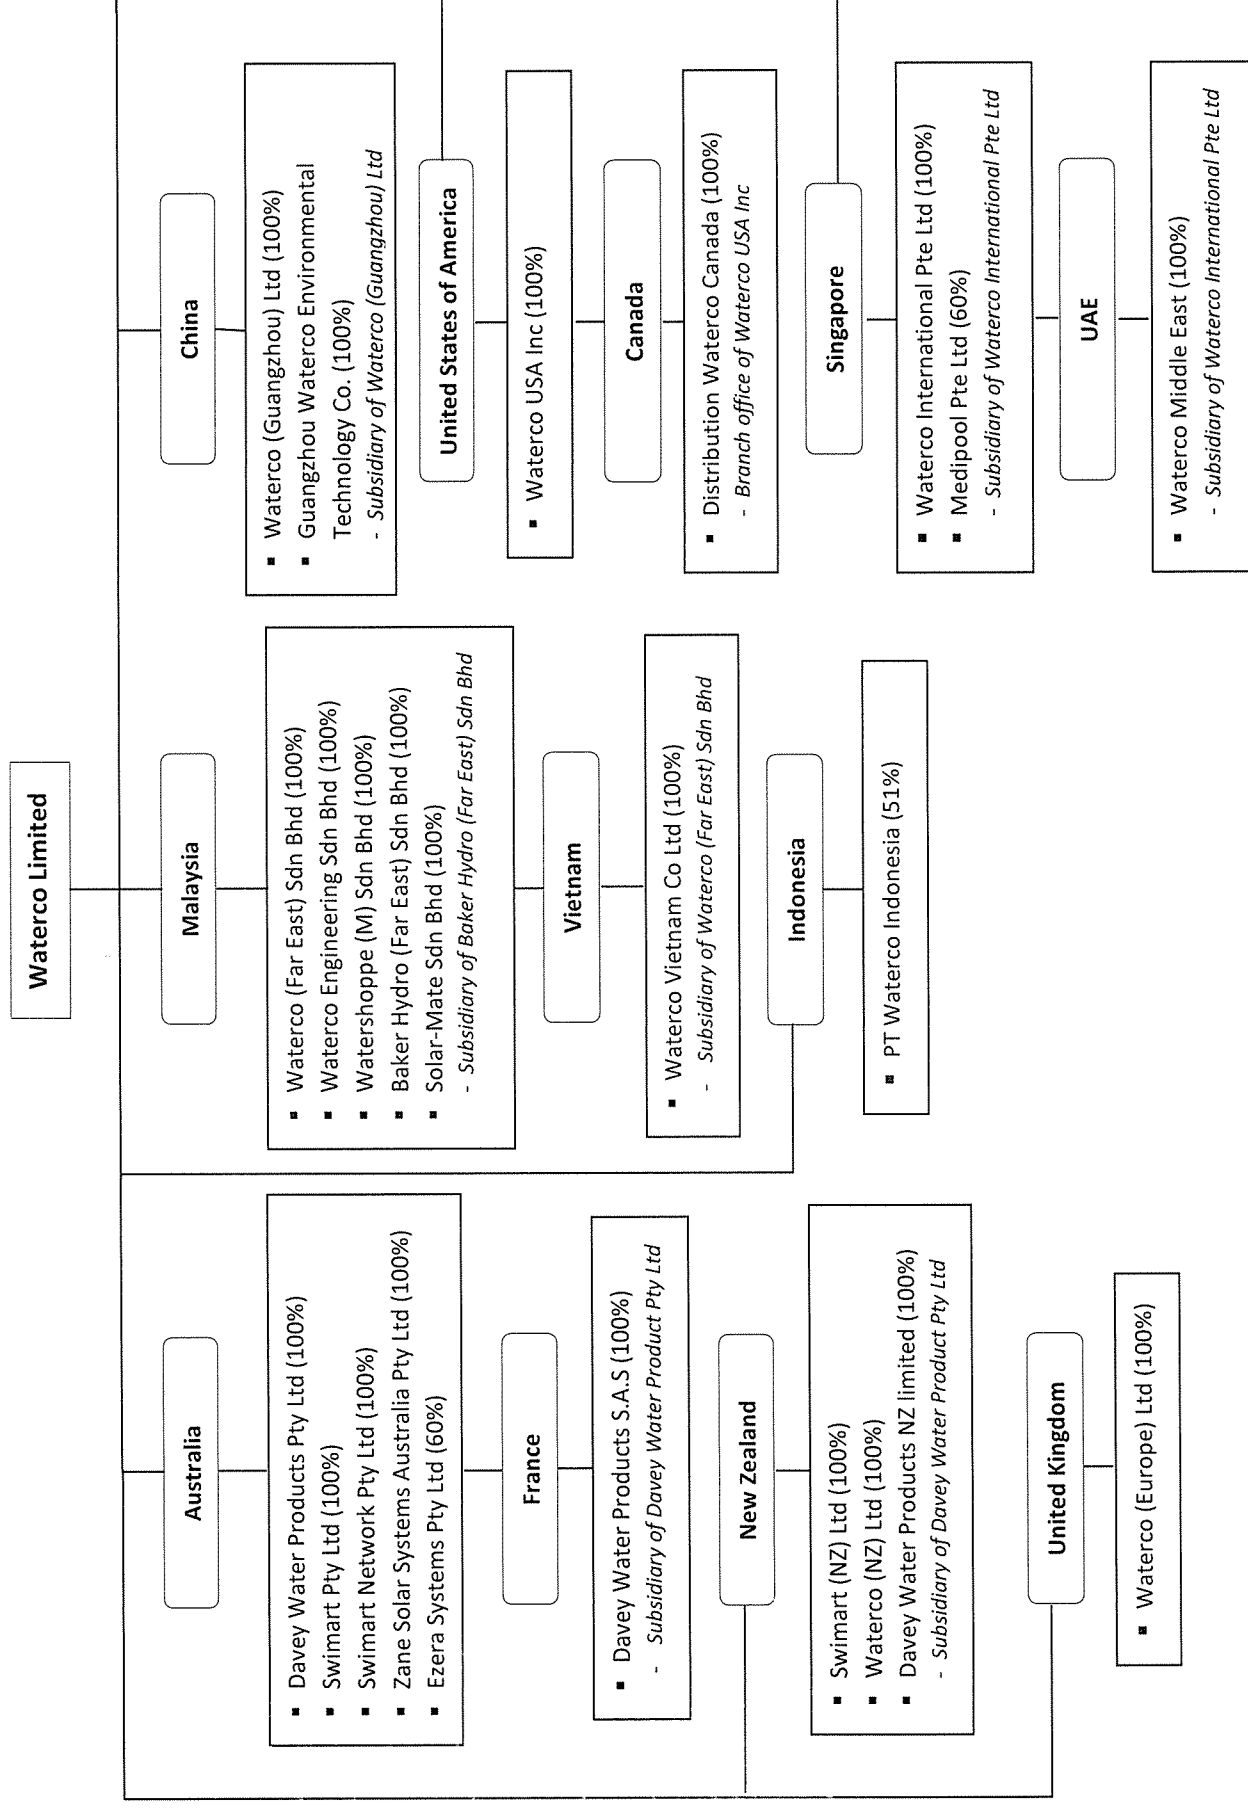 Waterco Limited
Australia
▪ Davey Water Products Pty Ltd (100%)
▪ Swimart Pty Ltd (100%)
▪ Swimart Network Pty Ltd (100%)
▪ Zane Solar Systems Australia Pty Ltd (100%)
▪ Ezera Systems Pty Ltd (60%)
France
▪ Davey Water Products S.A.S (100%)
- Subsidiary of Davey Water Product Pty Ltd
New Zealand
▪ Swimart (NZ) Ltd (100%)
▪ Waterco (NZ) Ltd (100%)
▪ Davey Water Products NZ limited (100%)
- Subsidiary of Davey Water Product Pty Ltd
United Kingdom
▪ Waterco (Europe) Ltd (100%)
Malaysia
▪ Waterco (Far East) Sdn Bhd (100%)
▪ Waterco Engineering Sdn Bhd (100%)
▪ Watershoppe (M) Sdn Bhd (100%)
▪ Baker Hydro (Far East) Sdn Bhd (100%)
▪ Solar-Mate Sdn Bhd (100%)
- Subsidiary of Baker Hydro (Far East) Sdn Bhd
Vietnam
▪ Waterco Vietnam Co Ltd (100%)
- Subsidiary of Waterco (Far East) Sdn Bhd
Indonesia
▪ PT Waterco Indonesia (51%)
China
▪ Waterco (Guangzhou) Ltd (100%)
▪ Guangzhou Waterco Environmental
Technology Co. (100%)
- Subsidiary of Waterco (Guangzhou) Ltd
United States of America
▪ Waterco USA Inc (100%)
Canada
▪ Distribution Waterco Canada (100%)
- Branch office of Waterco USA Inc
Singapore
▪ Waterco International Pte Ltd (100%)
▪ Medipool Pte Ltd (60%)
- Subsidiary of Waterco International Pte Ltd
UAE
▪ Waterco Middle East (100%)
- Subsidiary of Waterco International Pte Ltd